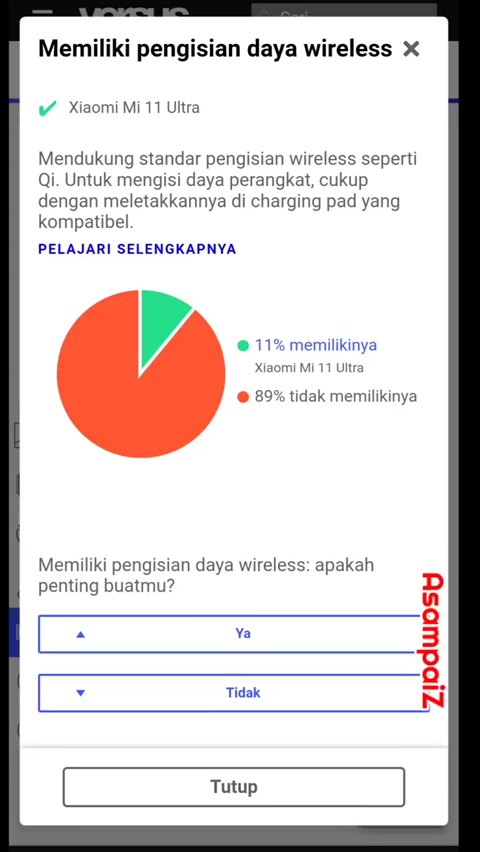 Memiliki pengisian daya wireless
Xiaomi Mi 11 Ultra
Mendukung standar pengisian wireless seperti
Qi. Untuk mengisi daya perangkat, cukup
dengan meletakkannya di charging pad yang
kompatibel.
PELAJARI SELENGKAPNYA
11% memilikinya
Xiaomi Mi 11 Ultra
89% tidak memilikinya
Memiliki pengisian daya wireless: apakah
penting buatmu?
Ya
Tidak
AsampaiZ
Tutup